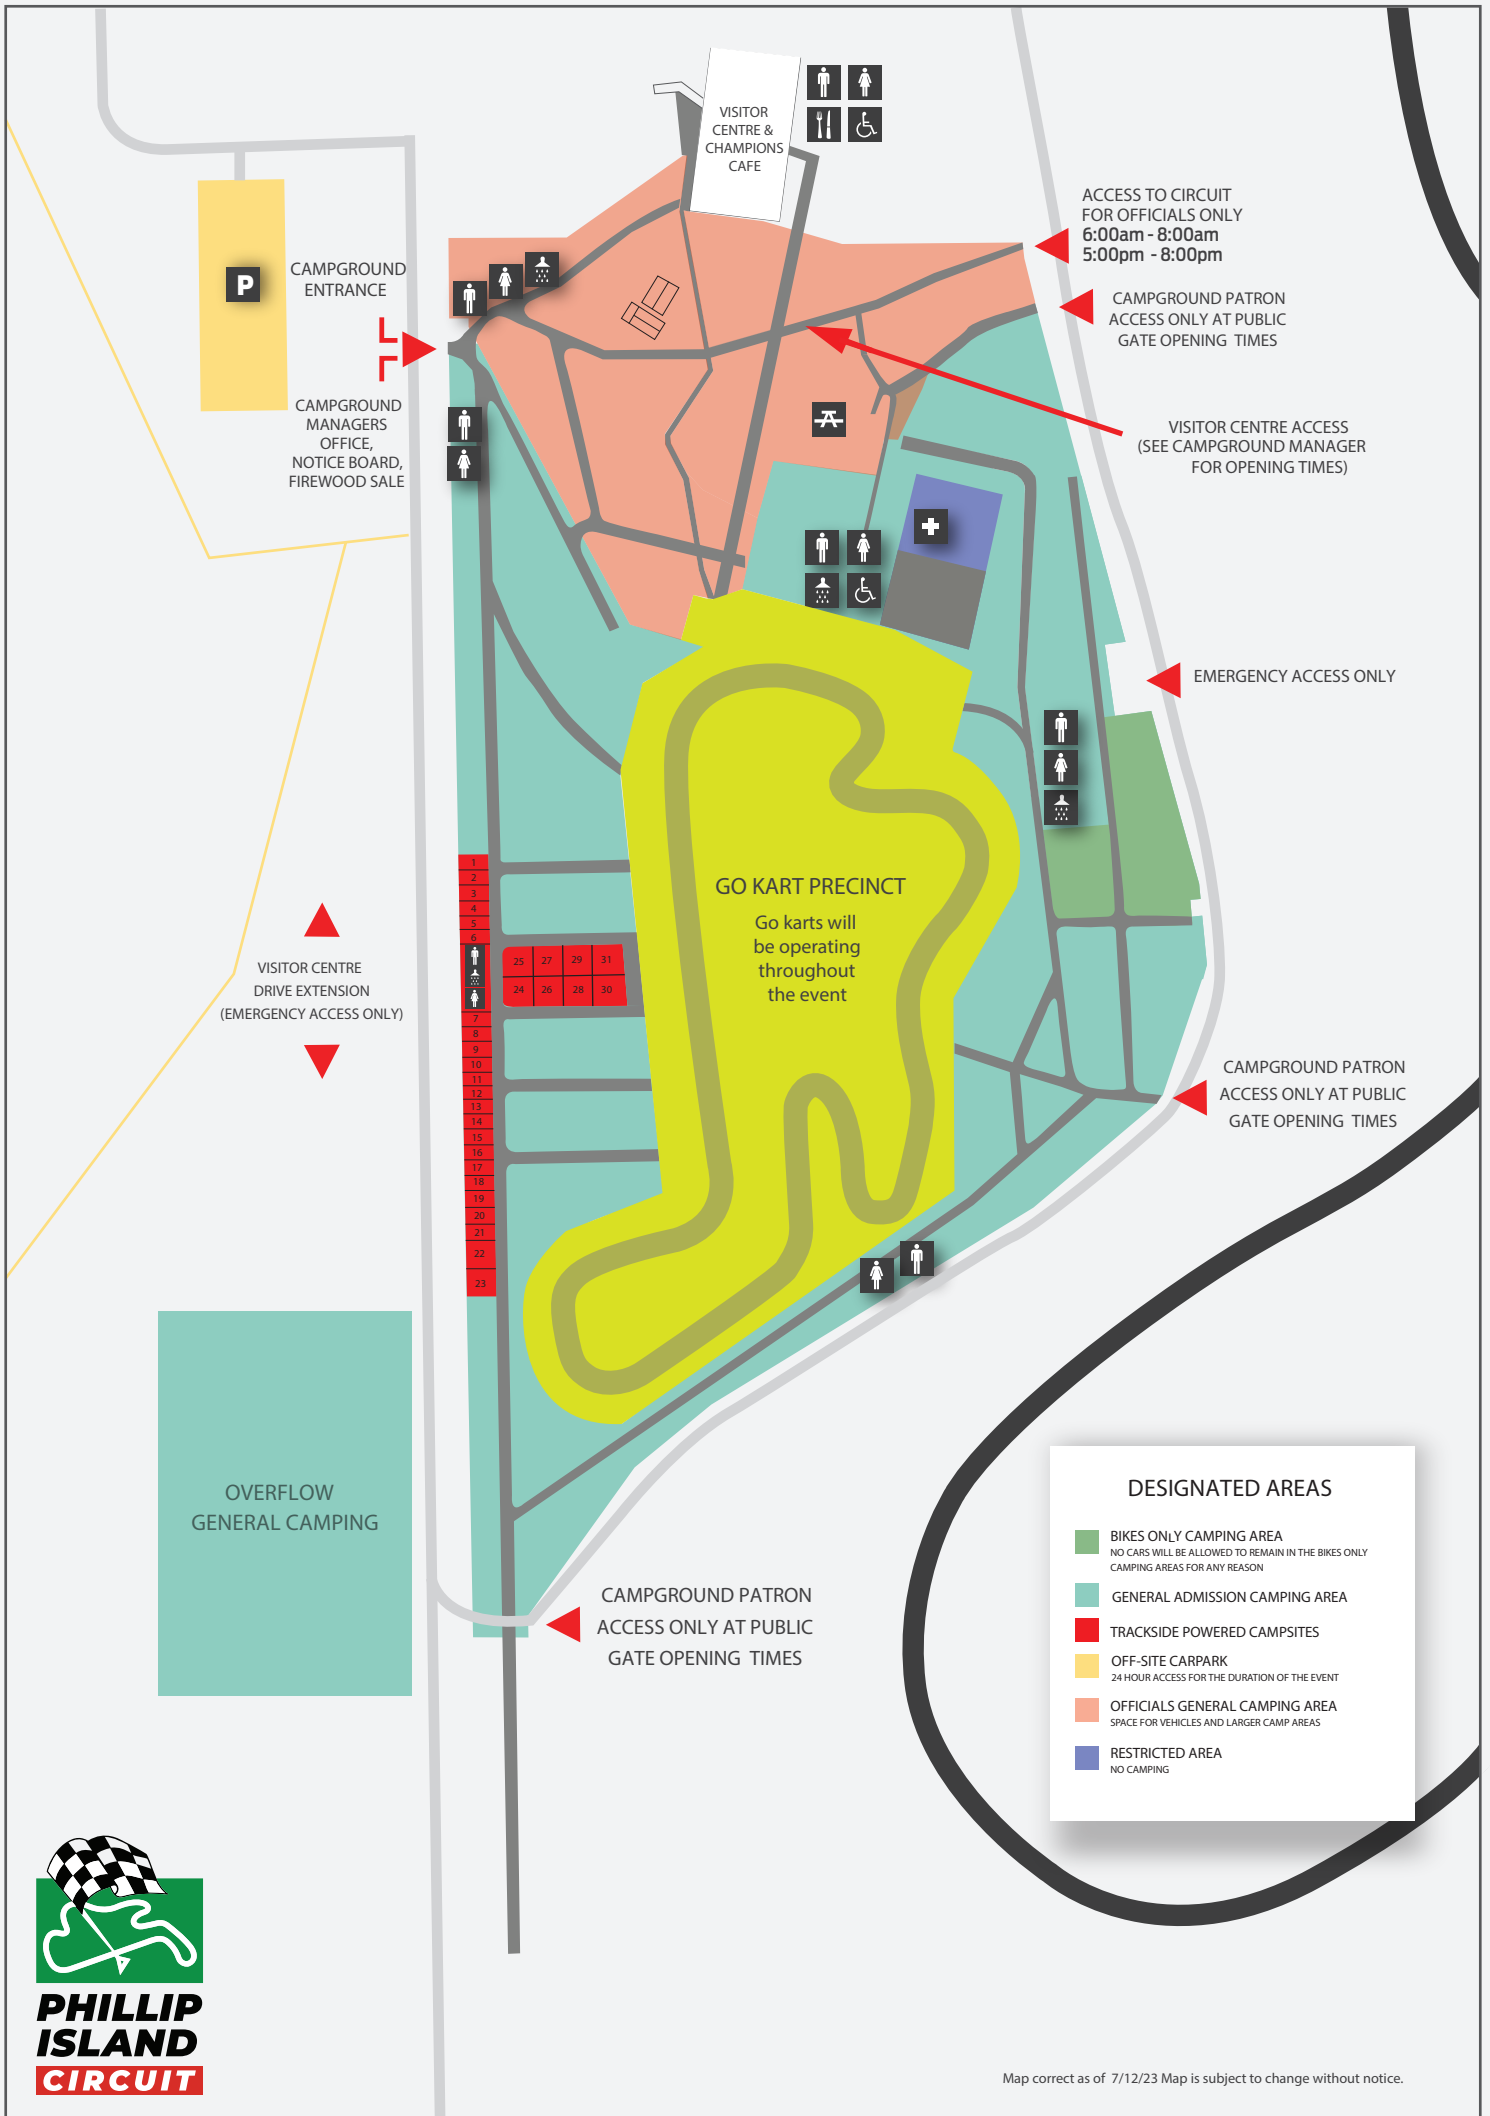 VISITOR
CENTRE &
CHAMPIONS
CAFE
ACCESS TO CIRCUIT
FOR OFFICIALS ONLY
6:00am - 8:00am
5:00pm - 8:00pm
P
CAMPGROUND
ENTRANCE
CAMPGROUND PATRON
ACCESS ONLY AT PUBLIC
GATE OPENING TIMES
CAMPGROUND
MANAGERS
OFFICE,
NOTICE BOARD,
FIREWOOD SALE
VISITOR CENTRE ACCESS
(SEE CAMPGROUND MANAGER
FOR OPENING TIMES)
EMERGENCY ACCESS ONLY
GO KART PRECINCT
Go karts will
be operating
throughout
the event
1
2
3
4
5
6
25 27 29 31
24 26 28 30
7
8
9
10
11
12
13
14
15
16
17
18
19
20
21
22
23
VISITOR CENTRE
DRIVE EXTENSION
(EMERGENCY ACCESS ONLY)
CAMPGROUND PATRON
ACCESS ONLY AT PUBLIC
GATE OPENING TIMES
OVERFLOW
GENERAL CAMPING
CAMPGROUND PATRON
ACCESS ONLY AT PUBLIC
GATE OPENING TIMES
DESIGNATED AREAS
BIKES ONLY CAMPING AREA
NO CARS WILL BE ALLOWED TO REMAIN IN THE BIKES ONLY
CAMPING AREAS FOR ANY REASON
GENERAL ADMISSION CAMPING AREA
TRACKSIDE POWERED CAMPSITES
OFF-SITE CARPARK
24 HOUR ACCESS FOR THE DURATION OF THE EVENT
OFFICIALS GENERAL CAMPING AREA
SPACE FOR VEHICLES AND LARGER CAMP AREAS
RESTRICTED AREA
NO CAMPING
PHILLIP
ISLAND
CIRCUIT
Map correct as of 7/12/23 Map is subject to change without notice.